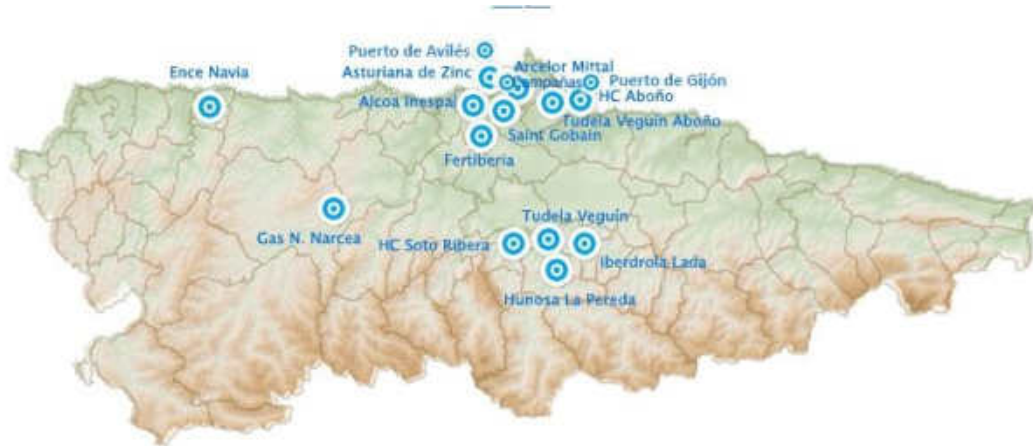 Puerto de Avilés
Arcelor Mittal
Ence Navia
Asturiana de Zinc
Campañas
Puerto de Gijón
HC Aboño
Alcoa Inespal
Tudela Veguín Aboño
Saint Gobain
Fertiberia
Tudela Veguín
Gas N. Narcea
HC Soto Ribera
Iberdrola Lada
Hunosa La Pereda